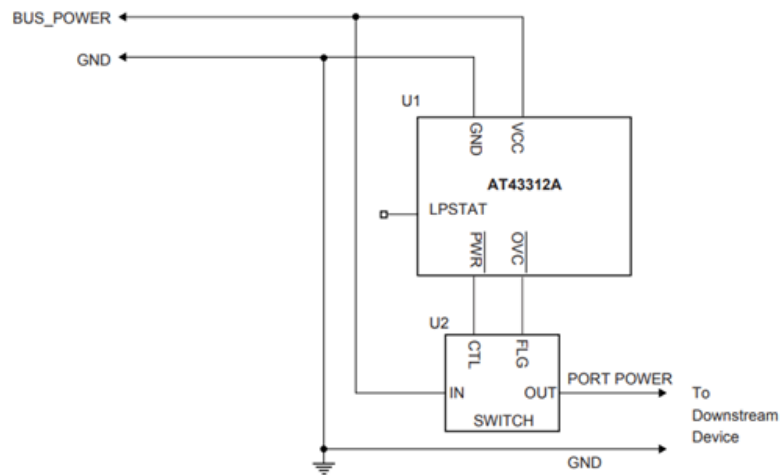 BUS_POWER
GND
U1
GND
VCC
AT43312A
LPSTAT
PWR
OVC
U2
CTL
FLG
PORT POWER
IN
OUT
To
Downstream
Device
SWITCH
GND